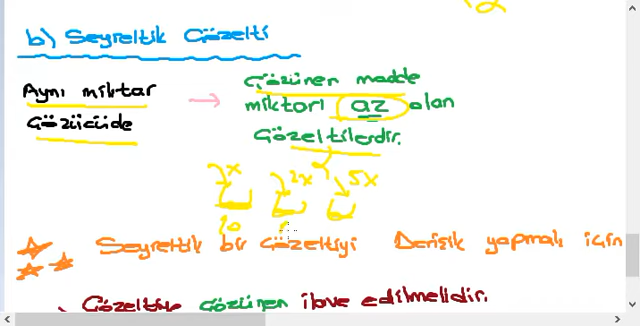 b) Seyreltik Çözelti
Aynı miktar
Çözücüde
Çözünen madde
miktarı az olan
Çözeltilerdir.
x 2x 5x
Seyreltik bir Çözeltiyi Derişik yapmak için
Çözeltiye çözünen ilave edilmelidir.